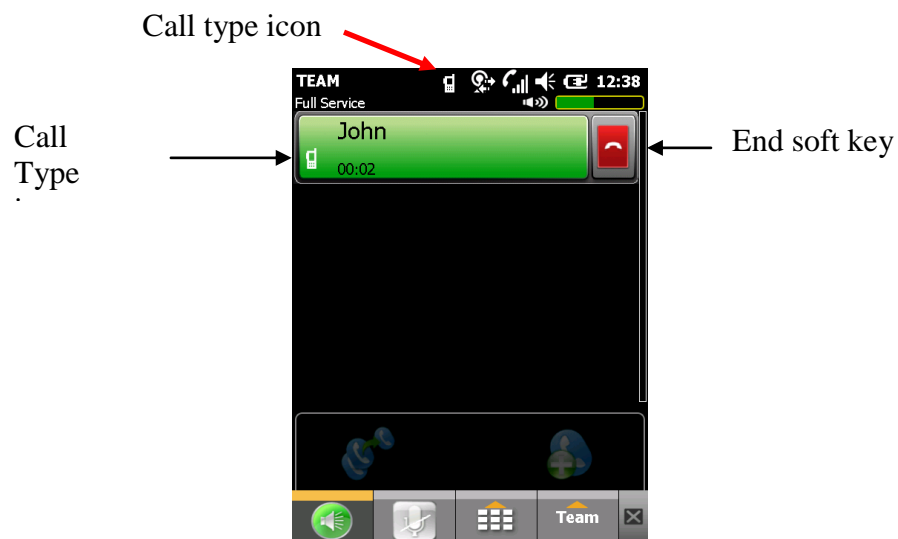 Call type icon
TEAM 12:38
Full Service
John
00:02
Call
Type
End soft key
Team